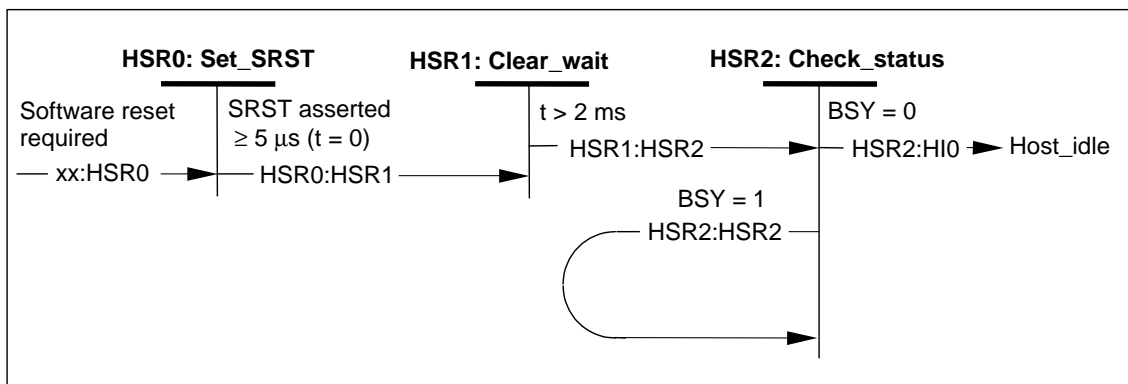 HSR0: Set_SRST
HSR1: Clear_wait
HSR2: Check_status
Software reset
required
xx:HSR0
SRST asserted
≥ 5 μs (t = 0)
HSR0:HSR1
t > 2 ms
HSR1:HSR2
BSY = 0
HSR2:HI0
Host_idle
BSY = 1
HSR2:HSR2